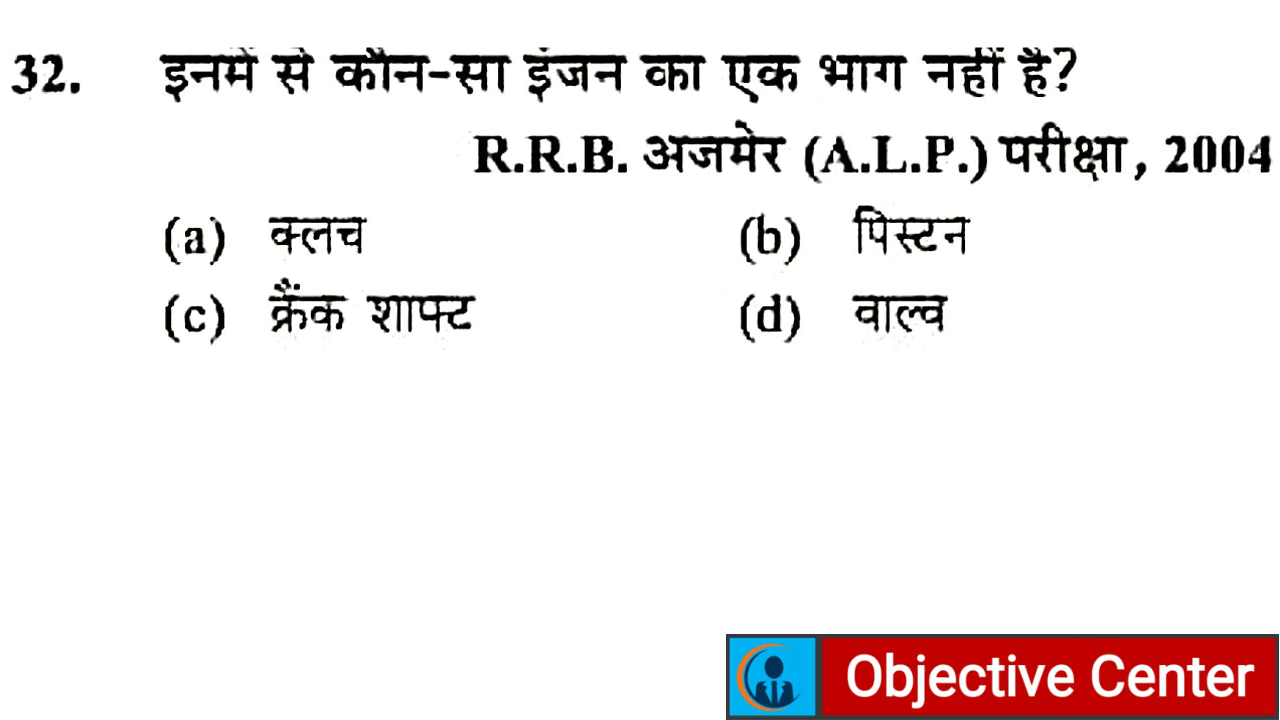 32. इनमें से कौन-सा इंजन का एक भाग नहीं है?
R.R.B. अजमेर (A.L.P.) परीक्षा, 2004
(a) क्लच (b) पिस्टन
(c) क्रैंक शाफ्ट (d) वाल्व
Objective Center